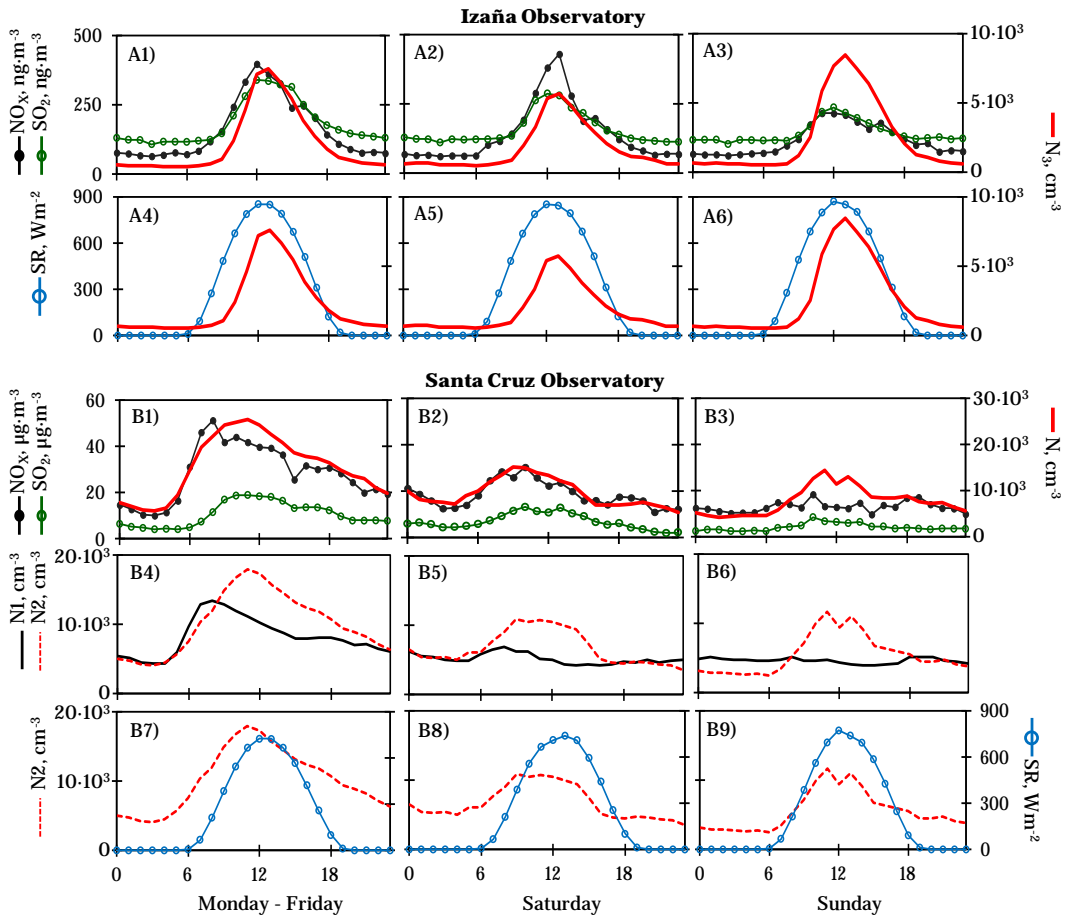 Izaña Observatory
NOX, ng·m-3
SO2, ng·m-3
500
250
0
A1)
A2)
A3)
10·10³
5·10³
0
N3, cm-3
SR, Wm-2
900
600
300
0
0
6
12
18
A4)
A5)
A6)
10·10³
5·10³
0
Santa Cruz Observatory
NOX, µg·m-3
SO2, µg·m-3
60
40
20
0
B1)
B2)
B3)
30·10³
20·10³
10·10³
0
N, cm-3
N1, cm-3
N2, cm-3
20·10³
10·10³
0
B4)
B5)
B6)
N2, cm-3
20·10³
10·10³
0
B7)
B8)
B9)
900
600
300
0
SR, Wm-2
0 6 12 18 0 6 12 18 0 6 12 18
Monday - Friday Saturday Sunday